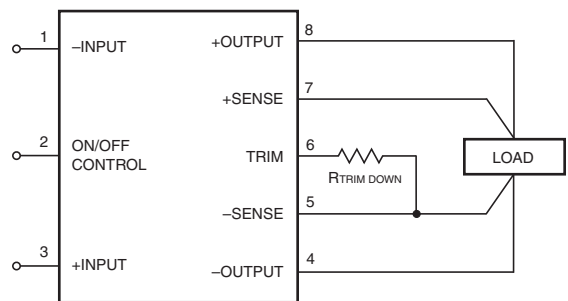 1
–INPUT
+OUTPUT
8
+SENSE
7
2
ON/OFF
CONTROL
TRIM
6
RTRIM DOWN
LOAD
–SENSE
5
3
+INPUT
–OUTPUT
4